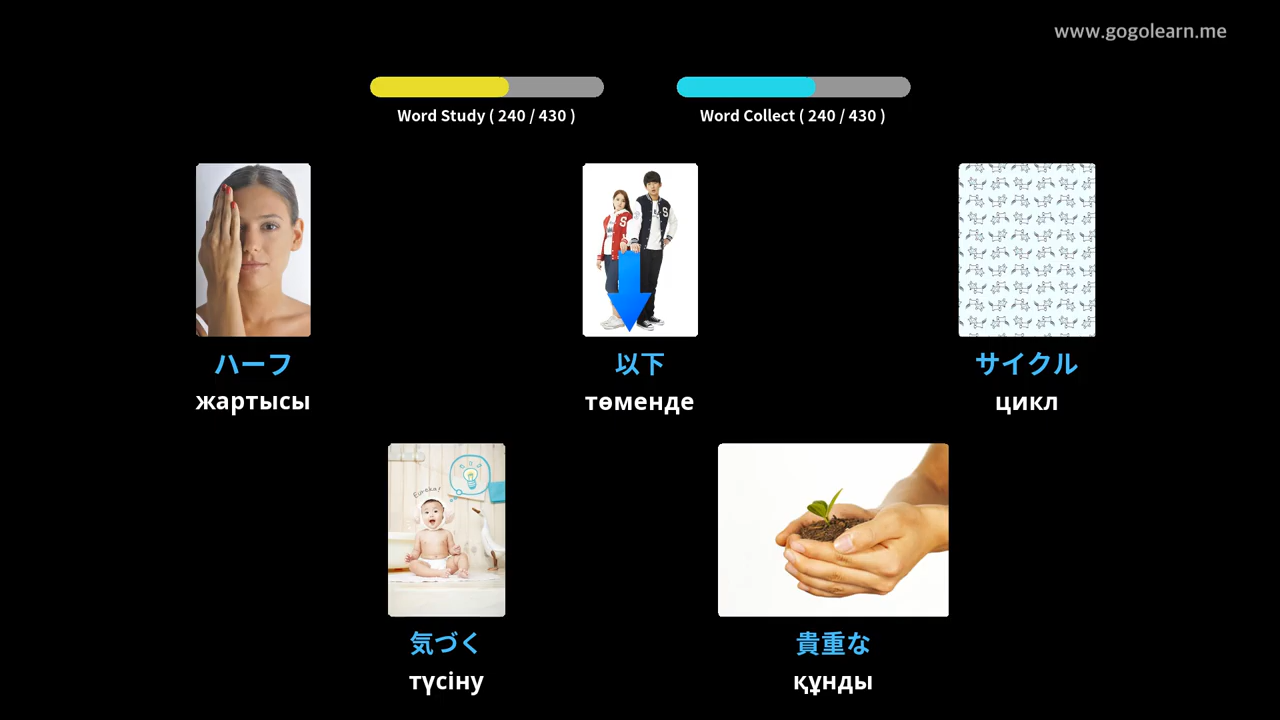 www.gogolearn.me
Word Study ( 240 / 430 )
Word Collect ( 240 / 430 )
ハーフ
жартысы
以下
төменде
サイクル
цикл
Eureka!
気づく
түсіну
貴重な
құнды